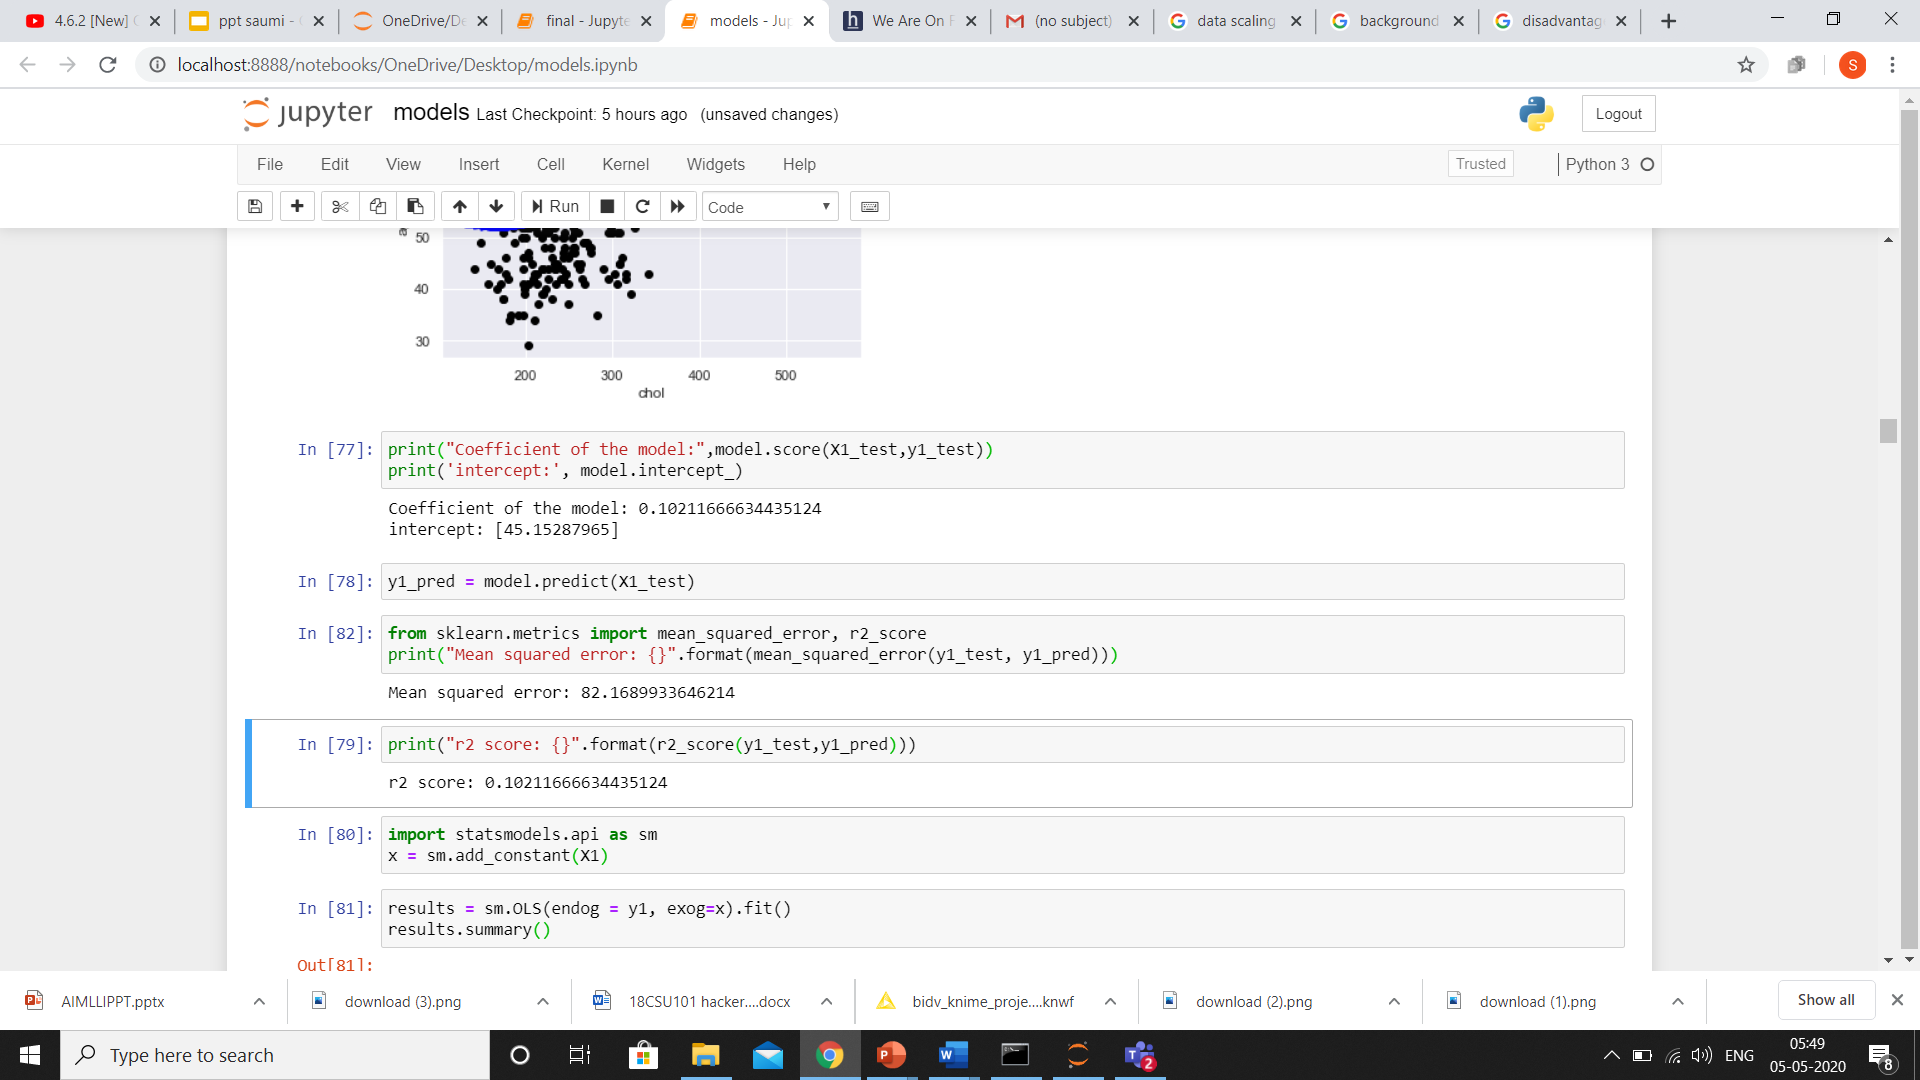 4.6.2 [New] C
ppt saumi -
OneDrive/De
final - Jupyte
models - Jup
We Are On F
(no subject)
data scaling
background
disadvantag
localhost:8888/notebooks/OneDrive/Desktop/models.ipynb
S
jupyter models Last Checkpoint: 5 hours ago (unsaved changes)
Logout
File Edit View Insert Cell Kernel Widgets Help
Trusted
Python 3
Run
Code
50
40
30
200 300 400 500
chol
In [77]: print("Coefficient of the model:",model.score(X1_test,y1_test))
print('intercept:', model.intercept_)
Coefficient of the model: 0.10211666634435124
intercept: [45.15287965]
In [78]: y1_pred = model.predict(X1_test)
In [82]: from sklearn.metrics import mean_squared_error, r2_score
print("Mean squared error: {}".format(mean_squared_error(y1_test, y1_pred)))
Mean squared error: 82.1689933646214
In [79]: print("r2 score: {}".format(r2_score(y1_test,y1_pred)))
r2 score: 0.10211666634435124
In [80]: import statsmodels.api as sm
x = sm.add_constant(X1)
In [81]: results = sm.OLS(endog = y1, exog=x).fit()
results.summary()
Out[81]:
AIMLLIPPT.pptx
download (3).png
18CSU101 hacker....docx
bidv_knime_proje....knwf
download (2).png
download (1).png
Show all
Type here to search
2
ENG
05:49
05-05-2020
8